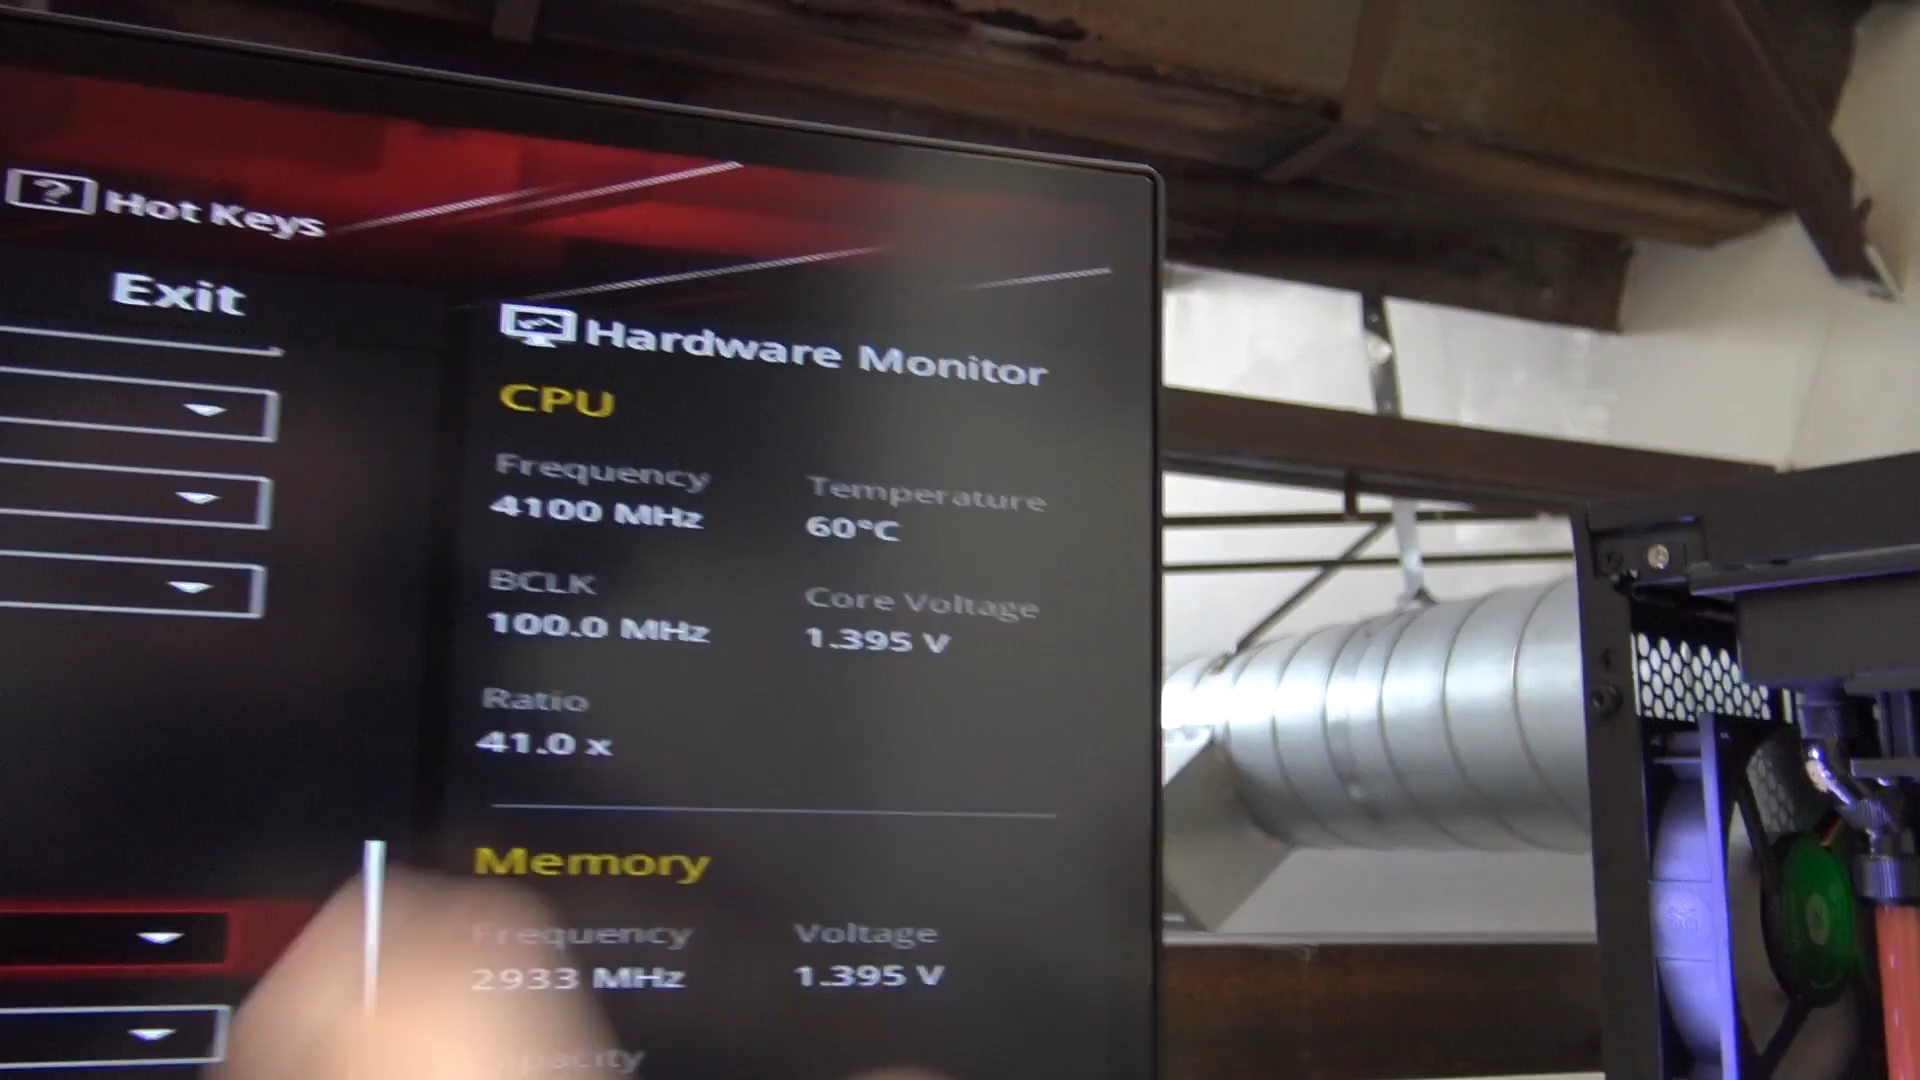 ? Hot Keys
Exit
Hardware Monitor
CPU
Frequency
4100 MHz
Temperature
60°C
BCLK
100.0 MHz
Core Voltage
1.395 V
Ratio
41.0 x
Memory
Frequency
2933 MHz
Voltage
1.395 V
Capacity